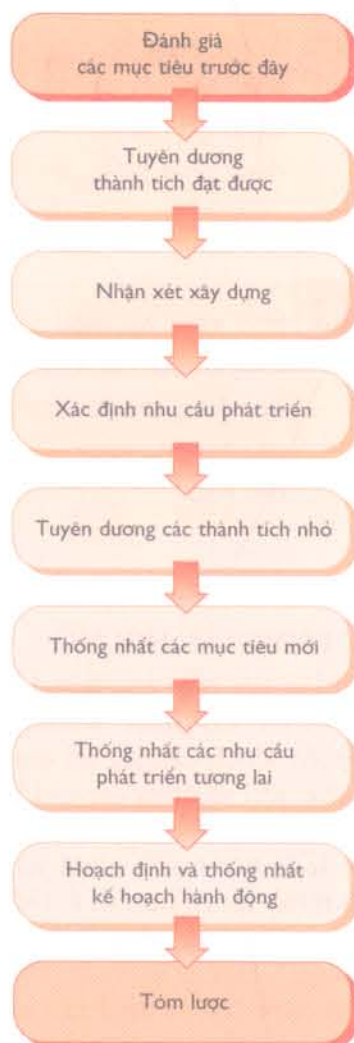 Đánh giá
các mục tiêu trước đây
Tuyên dương
thành tích đạt được
Nhận xét xây dựng
Xác định nhu cầu phát triển
Tuyên dương các thành tích nhỏ
Thống nhất các mục tiêu mới
Thống nhất các nhu cầu
phát triển tương lai
Hoạch định và thống nhất
kế hoạch hành động
Tóm lược